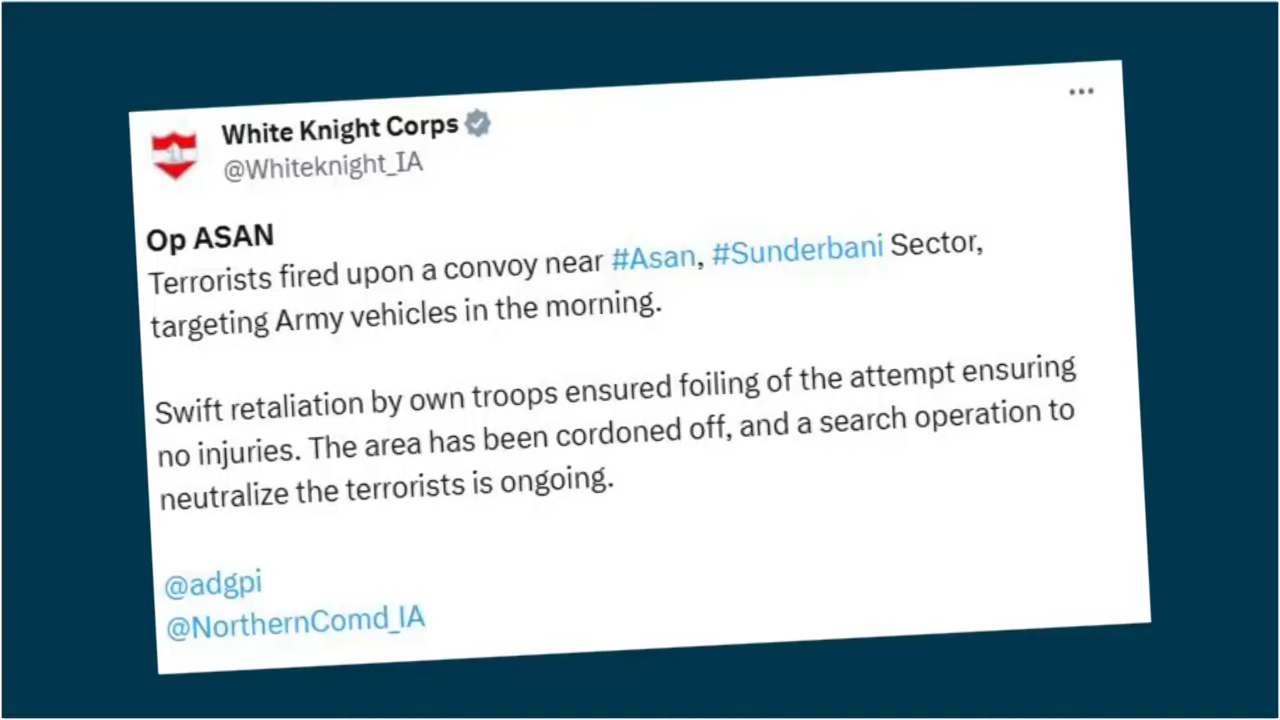 White Knight Corps
@Whiteknight_IA
Op ASAN
Terrorists fired upon a convoy near #Asan, #Sunderbani Sector,
targeting Army vehicles in the morning.
Swift retaliation by own troops ensured foiling of the attempt ensuring
no injuries. The area has been cordoned off, and a search operation to
neutralize the terrorists is ongoing.
@adgpi
@NorthernComd_IA